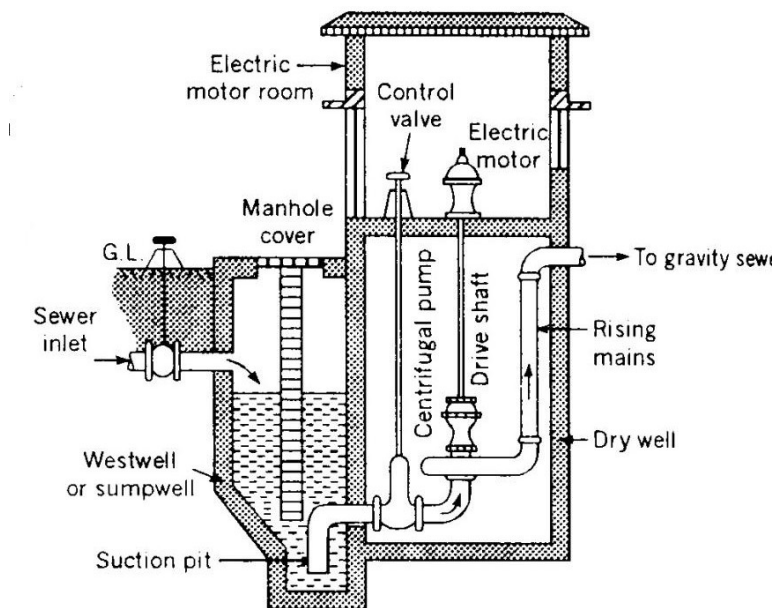 Electric
motor room
Control
valve
Electric
motor
Manhole
cover
G.L.
To gravity sewe
Sewer
inlet
Centrifugal pump
Drive shaft
Rising
mains
Dry well
Westwell
or sumpwell
Suction pit